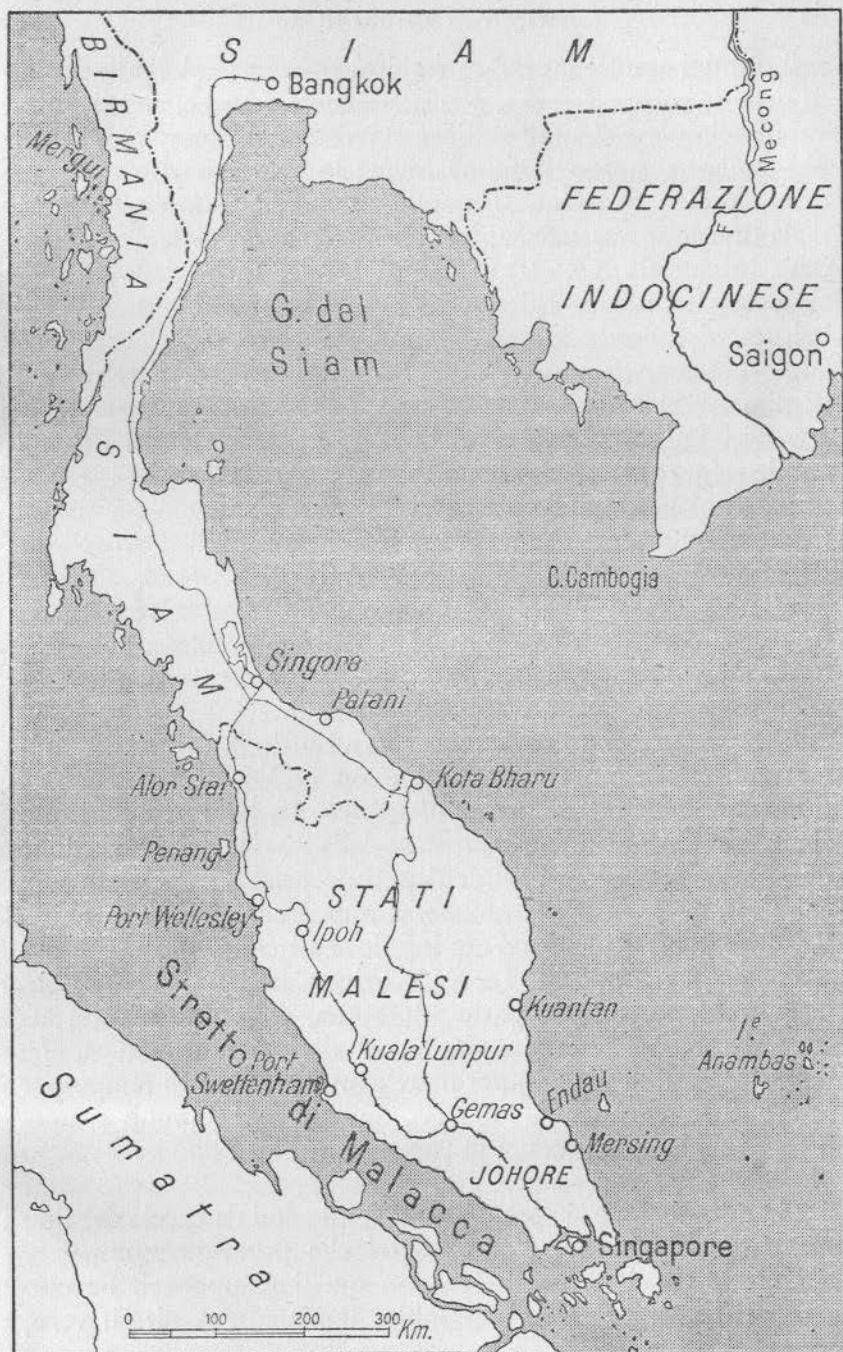 SIAM
Bangkok
BIRMANIA
Mergui
F. Mecong
FEDERAZIONE
INDOCINESE
Saigon
G. del
Siam
SIAM
C. Cambogia
Singora
Patani
Alor Star
Kota Bharu
Penang
STATI
Port Wellesley
Ipoh
MALESI
Kuantan
Stretto di Malacca
Port
Swettenham
Kuala Lumpur
I.e
Anambas
Endau
Gemas
Mersing
Sumatra
JOHORE
Singapore
0 100 200 300
Km.